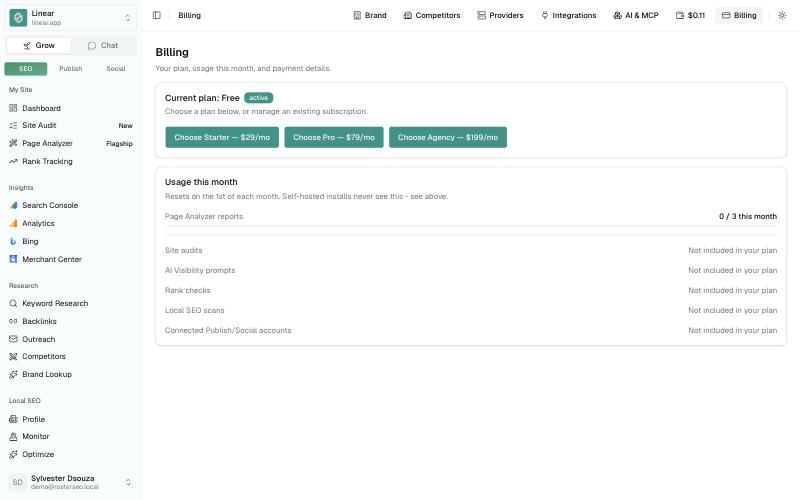 Linear
linear.app
Grow
Chat
SEO
Publish
Social
My Site
Dashboard
Site Audit New
Page Analyzer Flagship
Rank Tracking
Insights
Search Console
Analytics
Bing
Merchant Center
Research
Keyword Research
Backlinks
Outreach
Competitors
Brand Lookup
Local SEO
Profile
Monitor
Optimize
SD
Sylvester Dsouza
demo@rosterseo.local
Billing
Brand
Competitors
Providers
Integrations
AI & MCP
$0.11
Billing
Billing
Your plan, usage this month, and payment details.
Current plan: Free active
Choose a plan below, or manage an existing subscription.
Choose Starter — $29/mo
Choose Pro — $79/mo
Choose Agency — $199/mo
Usage this month
Resets on the 1st of each month. Self-hosted installs never see this - see above.
Page Analyzer reports 0 / 3 this month
Site audits Not included in your plan
AI Visibility prompts Not included in your plan
Rank checks Not included in your plan
Local SEO scans Not included in your plan
Connected Publish/Social accounts Not included in your plan